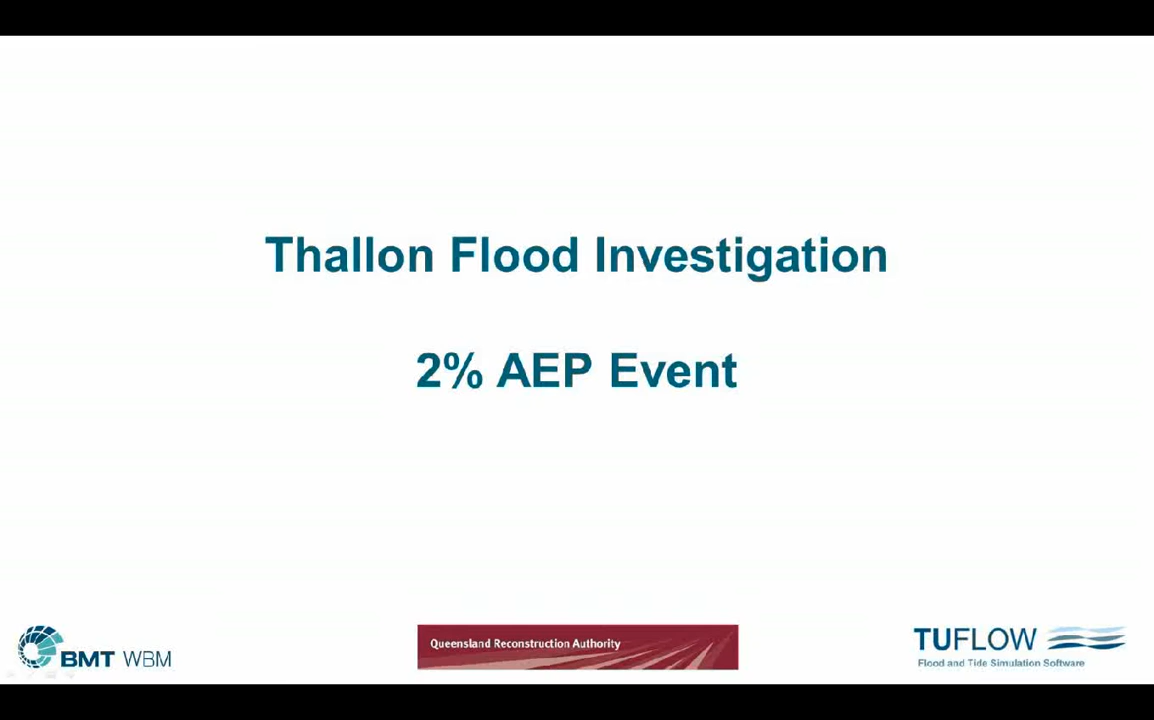 Thallon Flood Investigation
2% AEP Event
BMT WBM
Queensland Reconstruction Authority
TUFLOW
Flood and Tide Simulation Software